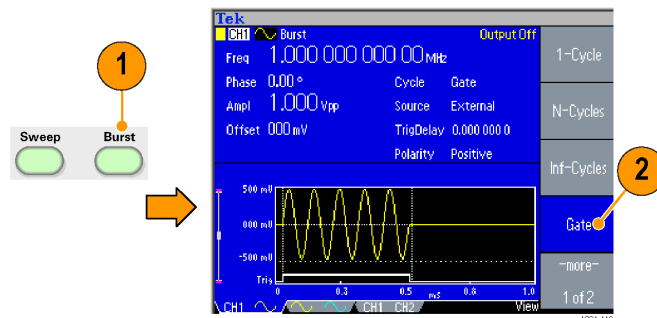 1
Sweep Burst
Tek
CH1 Burst Output Off
Freq 1.000 000 000 00 MHz
Phase 0.00 ° Cycle Gate
Ampl 1.000 Vpp Source External
Offset 000 mV TrigDelay 0.000 000 0
Polarity Positive
500 mU
000 mU
-500 mU
Trig
0 0.3 0.5 ms 0.8 1.0
CH1 CH1 CH2 View
1-Cycle
N-Cycles
Inf-Cycles
2
Gate
-more-
1 of 2